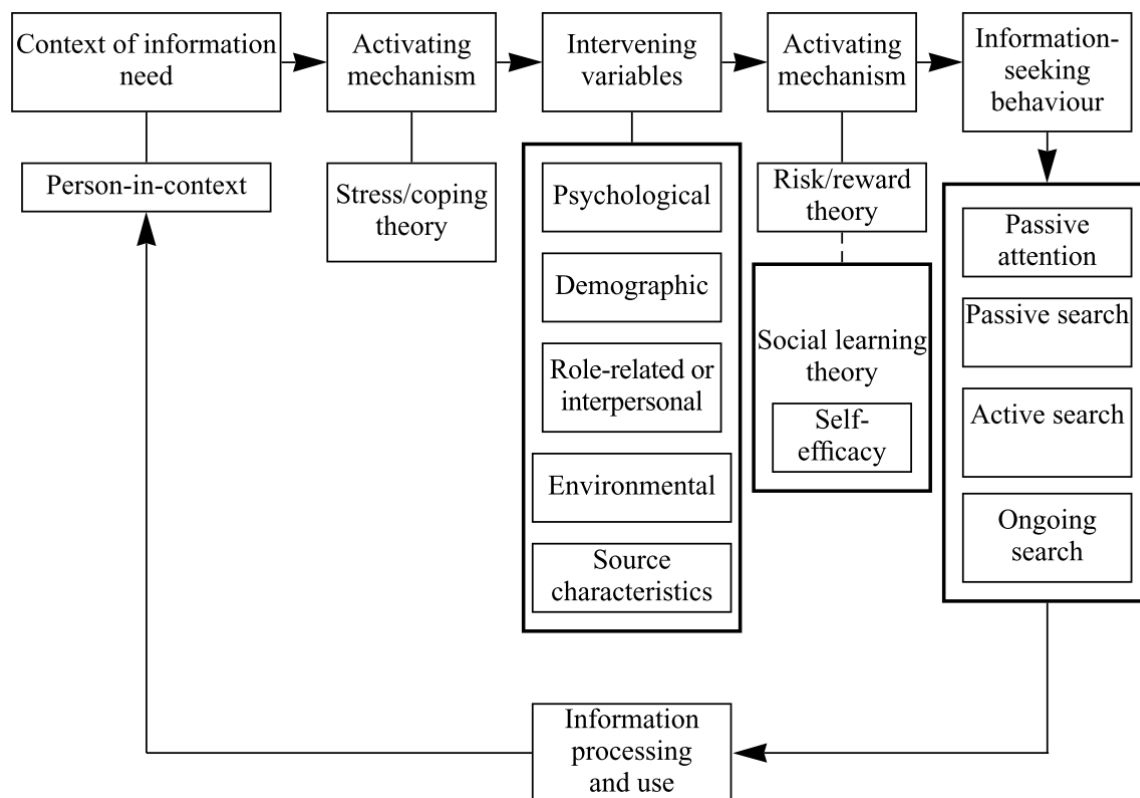 Context of information
need
Activating
mechanism
Intervening
variables
Activating
mechanism
Information-
seeking
behaviour
Person-in-context
Stress/coping
theory
Psychological
Demographic
Role-related or
interpersonal
Environmental
Source
characteristics
Risk/reward
theory
Social learning
theory
Self-
efficacy
Passive
attention
Passive search
Active search
Ongoing
search
Information
processing
and use